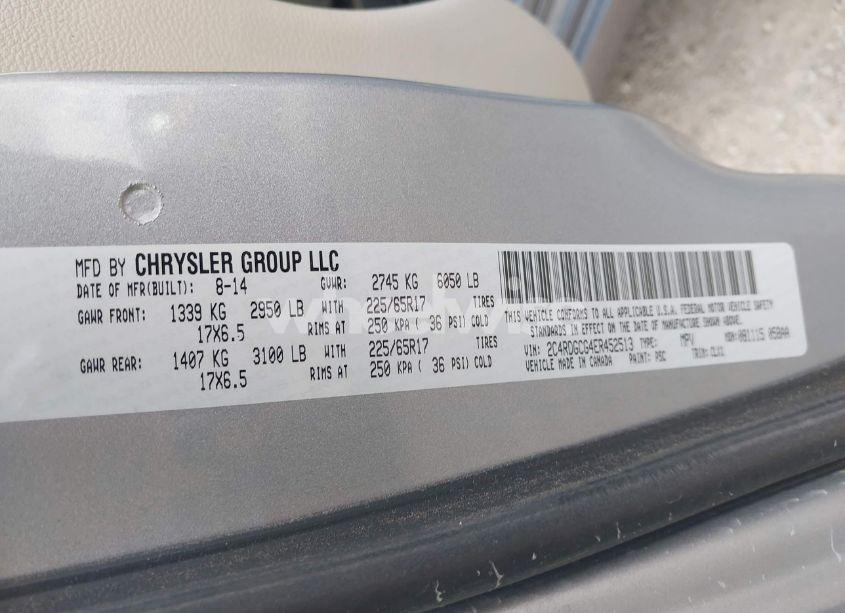 MFD BY CHRYSLER GROUP LLC
DATE OF MFR(BUILT): 8-14 GVWR: 2745 KG 6050 LB
GAWR FRONT: 1339 KG 2950 LB WITH 225/65R17 TIRES
17X6.5 RIMS AT 250 KPA ( 36 PSI) COLD
GAWR REAR: 1407 KG 3100 LB WITH 225/65R17 TIRES
17X6.5 RIMS AT 250 KPA ( 36 PSI) COLD
THIS VEHICLE CONFORMS TO ALL APPLICABLE U.S.A. FEDERAL MOTOR VEHICLE SAFETY
STANDARDS IN EFFECT ON THE DATE OF MANUFACTURE SHOWN ABOVE.
VIN: 2C4RDGCG4ER452513 TYPE: MPV MDH: 081115 058AA
VEHICLE MADE IN CANADA PAINT: PSC TRIM: